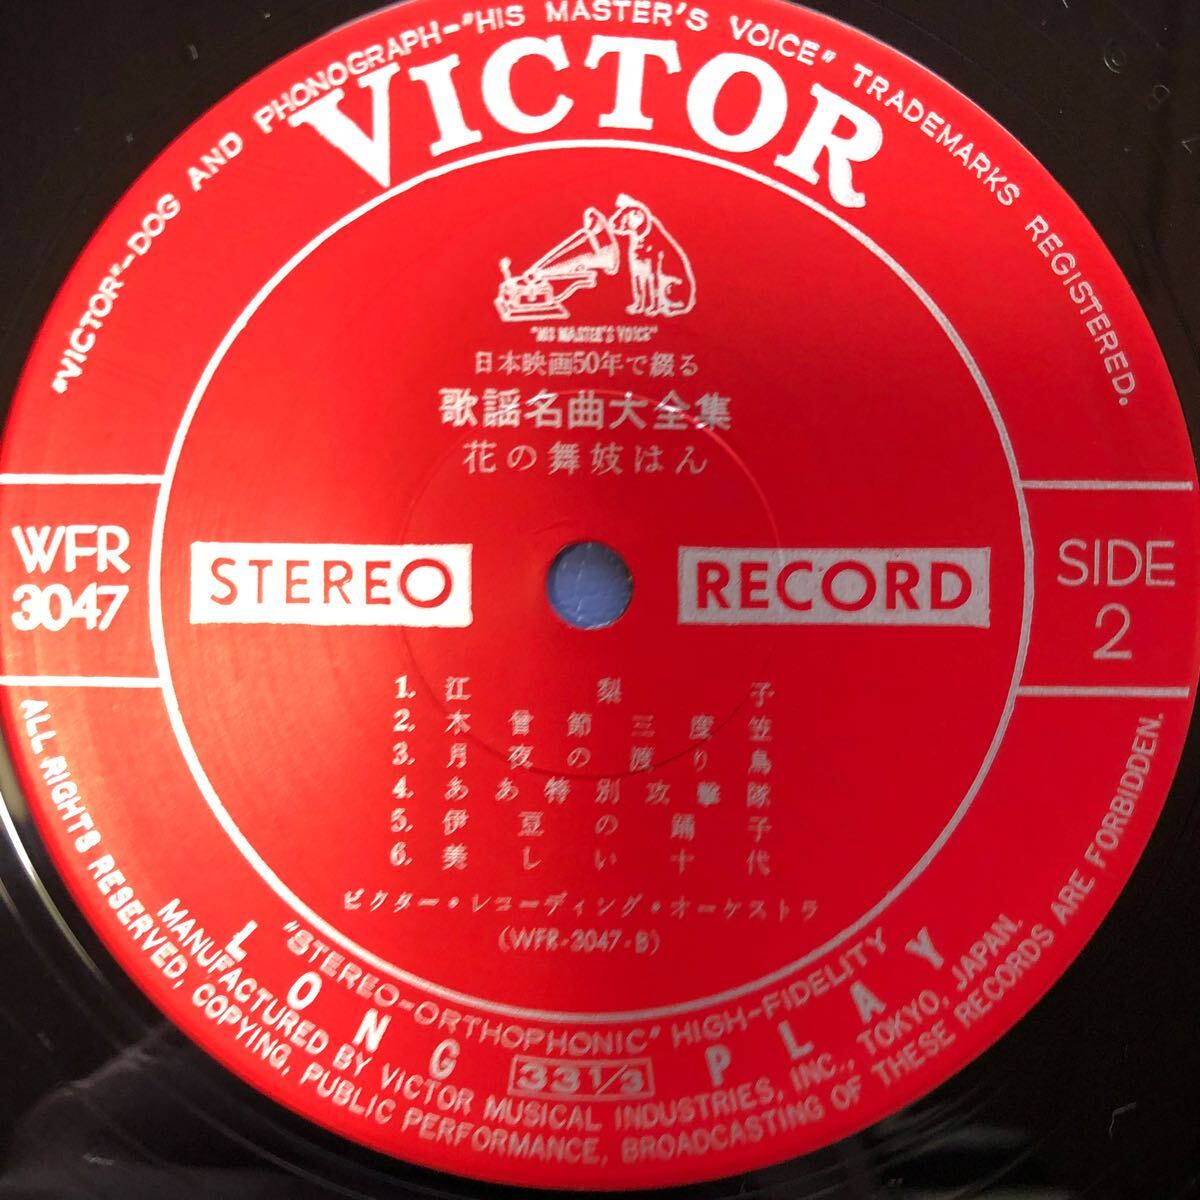 "VICTOR"-DOG AND PHONOGRAPH-"HIS MASTER'S VOICE" TRADEMARKS REGISTERED.
VICTOR
"HIS MASTER'S VOICE"
日本映画50年で綴る
歌謡名曲大全集
花の舞妓はん
WFR
3047
STEREO
RECORD
SIDE
2
1. 江梨子
2. 木曾節三度笠
3. 月夜の渡り鳥
4. ああ特別攻撃隊
5. 伊豆の踊子
6. 美しい十代
ビクター・レコーディング・オーケストラ
(WFR-3047-B)
"STEREO-ORTHOPHONIC" HIGH-FIDELITY
LONG 33 1/3 PLAY
MANUFACTURED BY VICTOR MUSICAL INDUSTRIES, INC., TOKYO, JAPAN.
ALL RIGHTS RESERVED, COPYING, PUBLIC PERFORMANCE, BROADCASTING OF THESE RECORDS ARE FORBIDDEN.